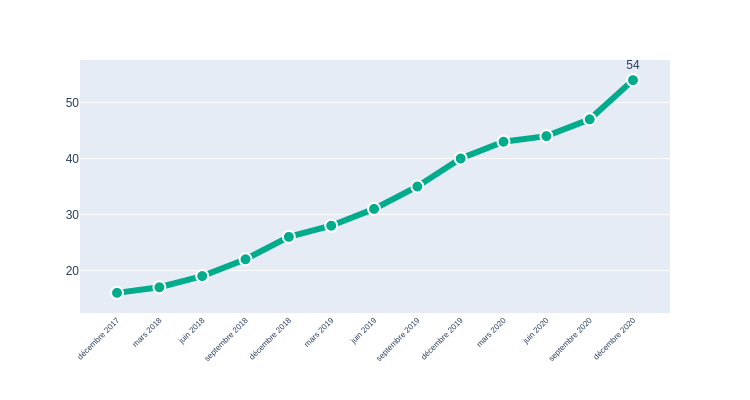 54
50
40
30
20
décembre 2017
mars 2018
juin 2018
septembre 2018
décembre 2018
mars 2019
juin 2019
septembre 2019
décembre 2019
mars 2020
juin 2020
septembre 2020
décembre 2020